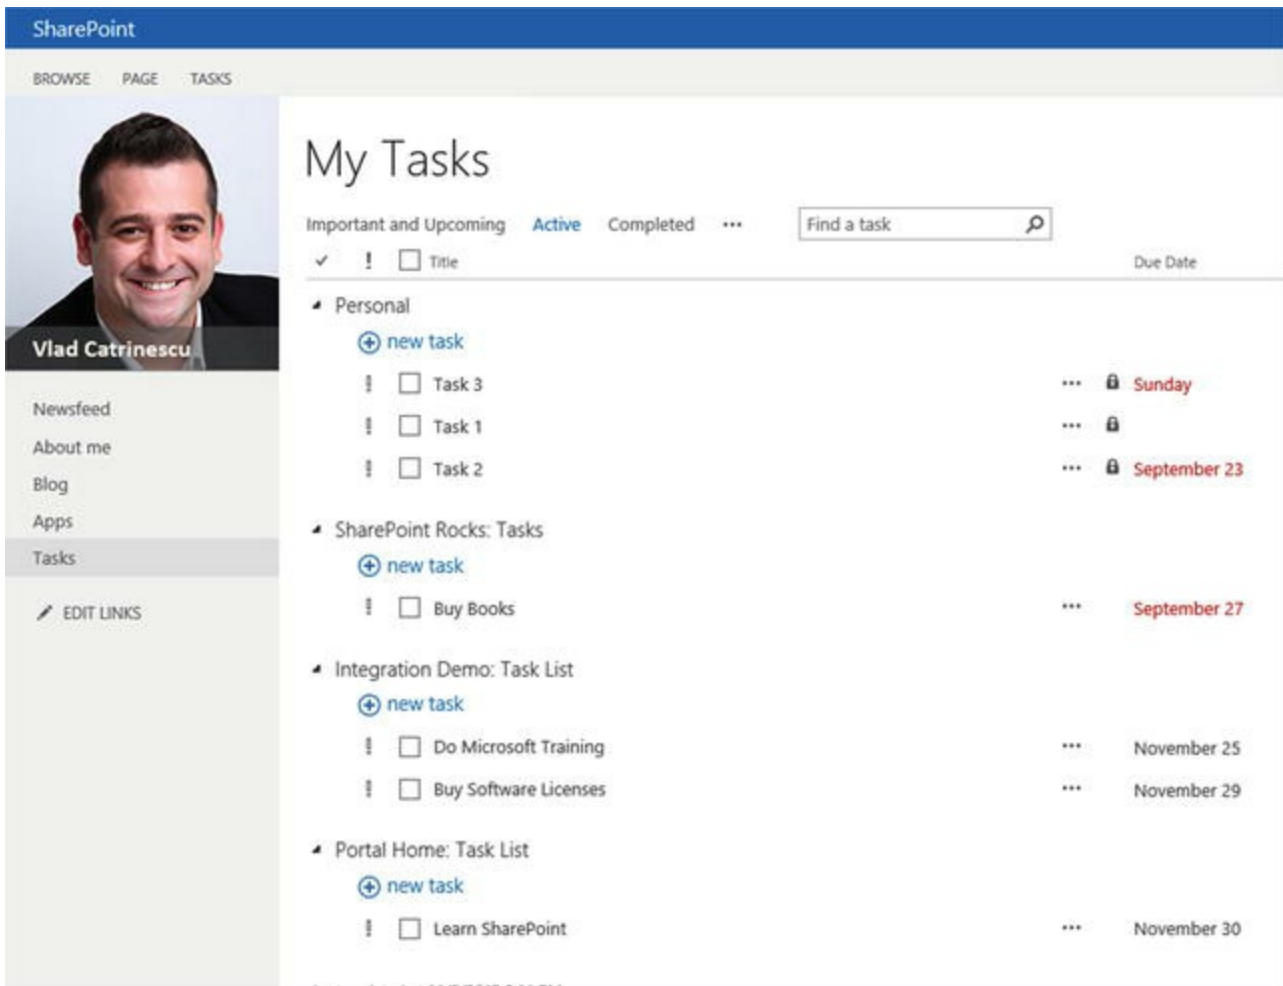 SharePoint
BROWSE PAGE TASKS
Vlad Catrinescu
Newsfeed
About me
Blog
Apps
Tasks
EDIT LINKS
My Tasks
Important and Upcoming Active Completed ••• Find a task
✓ ! Title Due Date
Personal
new task
Task 3 ••• Sunday
Task 1 •••
Task 2 ••• September 23
SharePoint Rocks: Tasks
new task
Buy Books ••• September 27
Integration Demo: Task List
new task
Do Microsoft Training ••• November 25
Buy Software Licenses ••• November 29
Portal Home: Task List
new task
Learn SharePoint ••• November 30